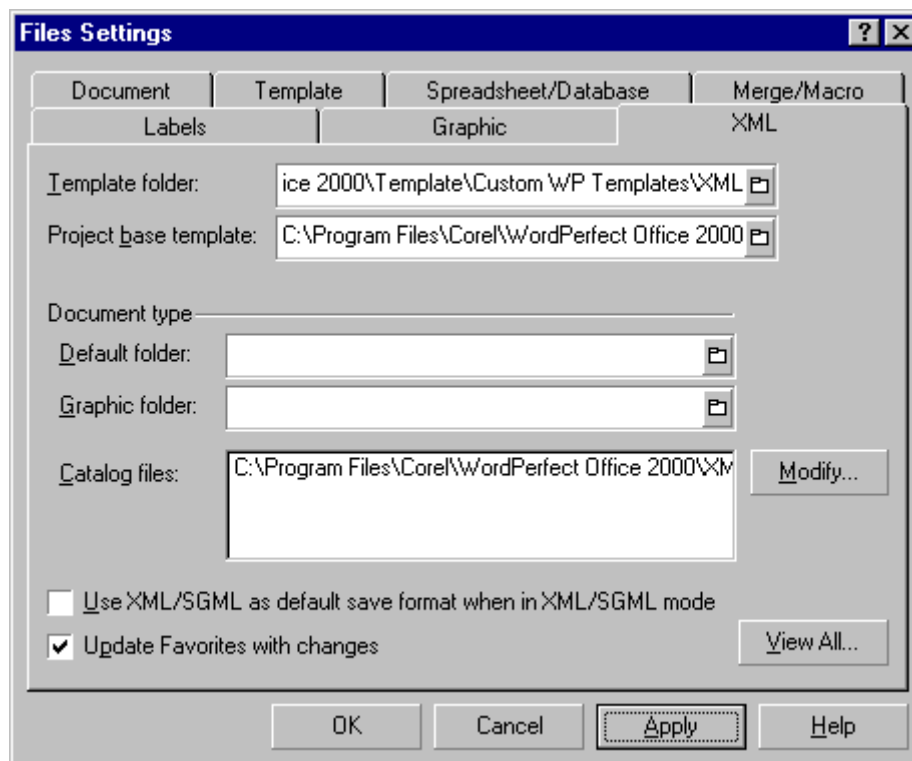 Files Settings
Document Template Spreadsheet/Database Merge/Macro
Labels Graphic XML
Template folder: ice 2000\Template\Custom WP Templates\XML
Project base template: C:\Program Files\Corel\WordPerfect Office 2000
Document type
Default folder:
Graphic folder:
Catalog files: C:\Program Files\Corel\WordPerfect Office 2000\XM
Modify...
Use XML/SGML as default save format when in XML/SGML mode
Update Favorites with changes
View All...
OK Cancel Apply Help